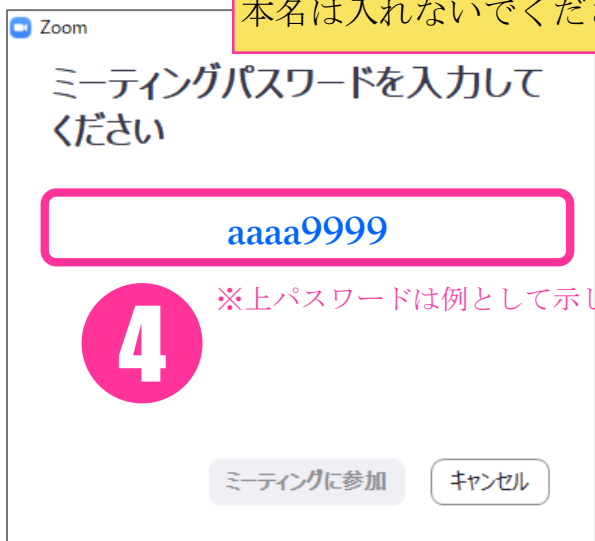 本名は入れないでくださ
Zoom
ミーティングパスワードを入力して
ください
aaaa9999
※上パスワードは例として示し
4
ミーティングに参加
キャンセル